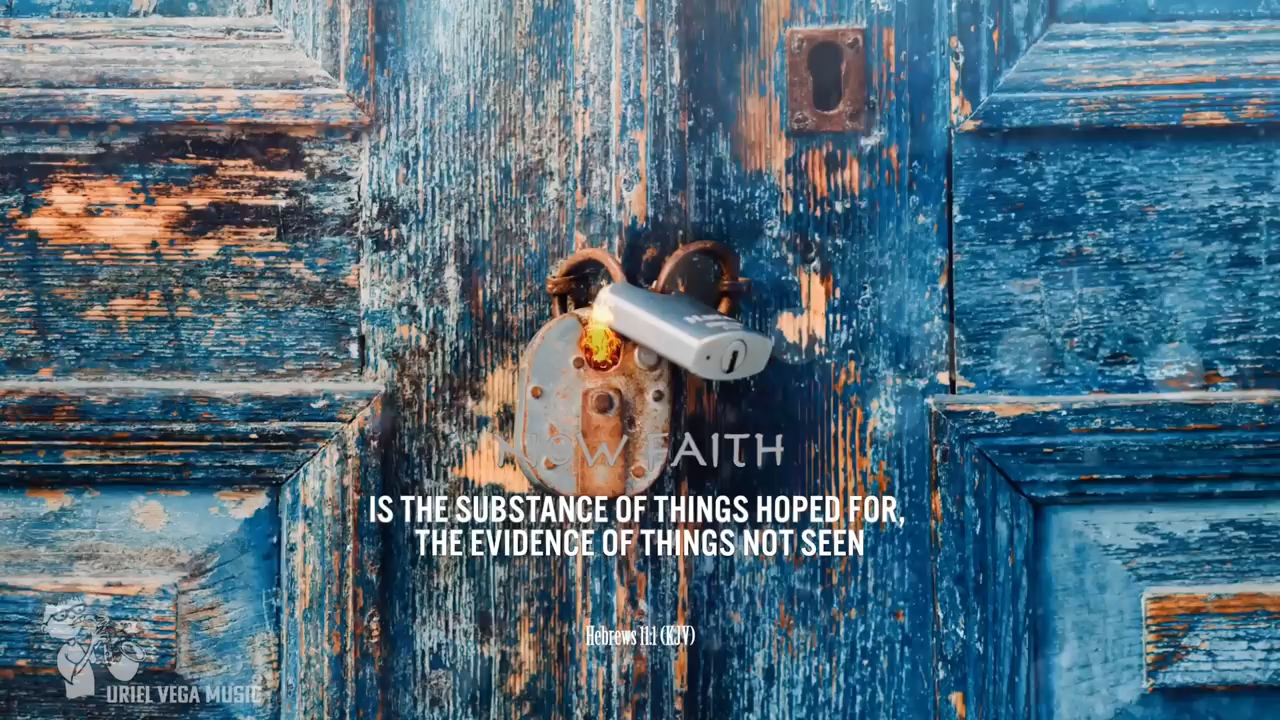 NOW FAITH
IS THE SUBSTANCE OF THINGS HOPED FOR,
THE EVIDENCE OF THINGS NOT SEEN
Hebrews 11:1 (KJV)
URIEL VEGA MUSIC